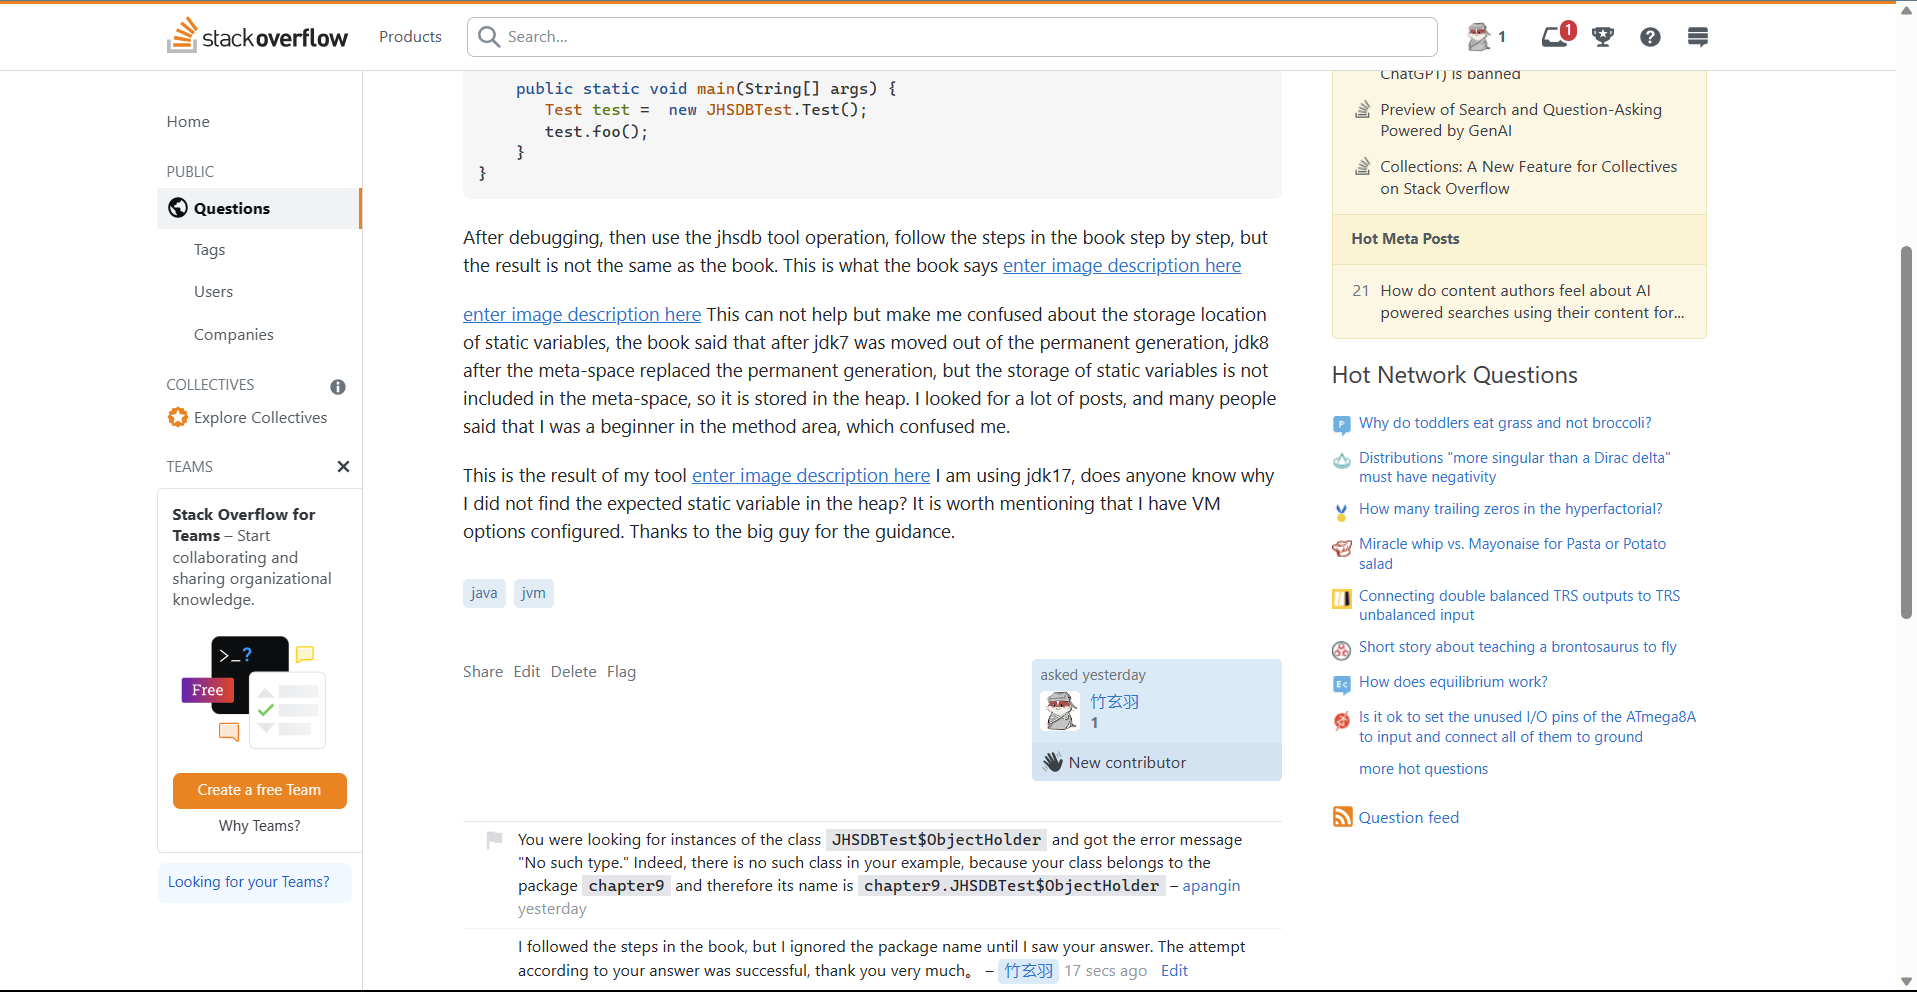 stackoverflow
Products
Search...
1
1
public static void main(String[] args) {
Test test =  new JHSDBTest.Test();
test.foo();
}
}
Home
PUBLIC
Questions
Tags
Users
Companies
COLLECTIVES
Explore Collectives
TEAMS
Stack Overflow for
Teams – Start
collaborating and
sharing organizational
knowledge.
>_?
Free
Create a free Team
Why Teams?
Looking for your Teams?
After debugging, then use the jhsdb tool operation, follow the steps in the book step by step, but
the result is not the same as the book. This is what the book says enter image description here
enter image description here This can not help but make me confused about the storage location
of static variables, the book said that after jdk7 was moved out of the permanent generation, jdk8
after the meta-space replaced the permanent generation, but the storage of static variables is not
included in the meta-space, so it is stored in the heap. I looked for a lot of posts, and many people
said that I was a beginner in the method area, which confused me.
This is the result of my tool enter image description here I am using jdk17, does anyone know why
I did not find the expected static variable in the heap? It is worth mentioning that I have VM
options configured. Thanks to the big guy for the guidance.
java jvm
Share Edit Delete Flag
asked yesterday
竹玄羽
1
New contributor
You were looking for instances of the class JHSDBTest$ObjectHolder and got the error message
"No such type." Indeed, there is no such class in your example, because your class belongs to the
package chapter9 and therefore its name is chapter9.JHSDBTest$ObjectHolder – apangin
yesterday
I followed the steps in the book, but I ignored the package name until I saw your answer. The attempt
according to your answer was successful, thank you very much。 – 竹玄羽 17 secs ago Edit
ChatGPT) is banned
Preview of Search and Question-Asking
Powered by GenAI
Collections: A New Feature for Collectives
on Stack Overflow
Hot Meta Posts
21 How do content authors feel about AI
powered searches using their content for...
Hot Network Questions
Why do toddlers eat grass and not broccoli?
Distributions "more singular than a Dirac delta"
must have negativity
How many trailing zeros in the hyperfactorial?
Miracle whip vs. Mayonaise for Pasta or Potato
salad
Connecting double balanced TRS outputs to TRS
unbalanced input
Short story about teaching a brontosaurus to fly
How does equilibrium work?
Is it ok to set the unused I/O pins of the ATmega8A
to input and connect all of them to ground
more hot questions
Question feed